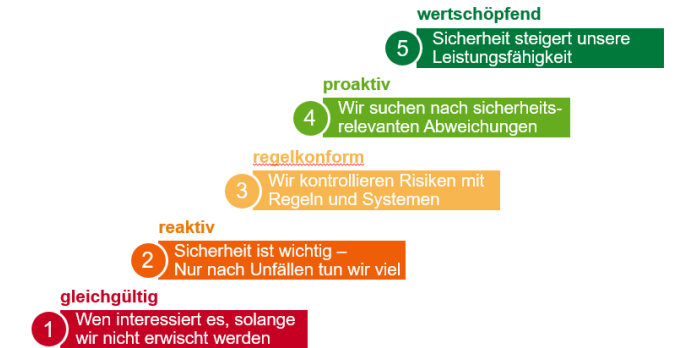 wertschöpfend
5
Sicherheit steigert unsere
Leistungsfähigkeit
proaktiv
4
Wir suchen nach sicherheits-
relevanten Abweichungen
regelkonform
3
Wir kontrollieren Risiken mit
Regeln und Systemen
reaktiv
2
Sicherheit ist wichtig –
Nur nach Unfällen tun wir viel
gleichgültig
1
Wen interessiert es, solange
wir nicht erwischt werden